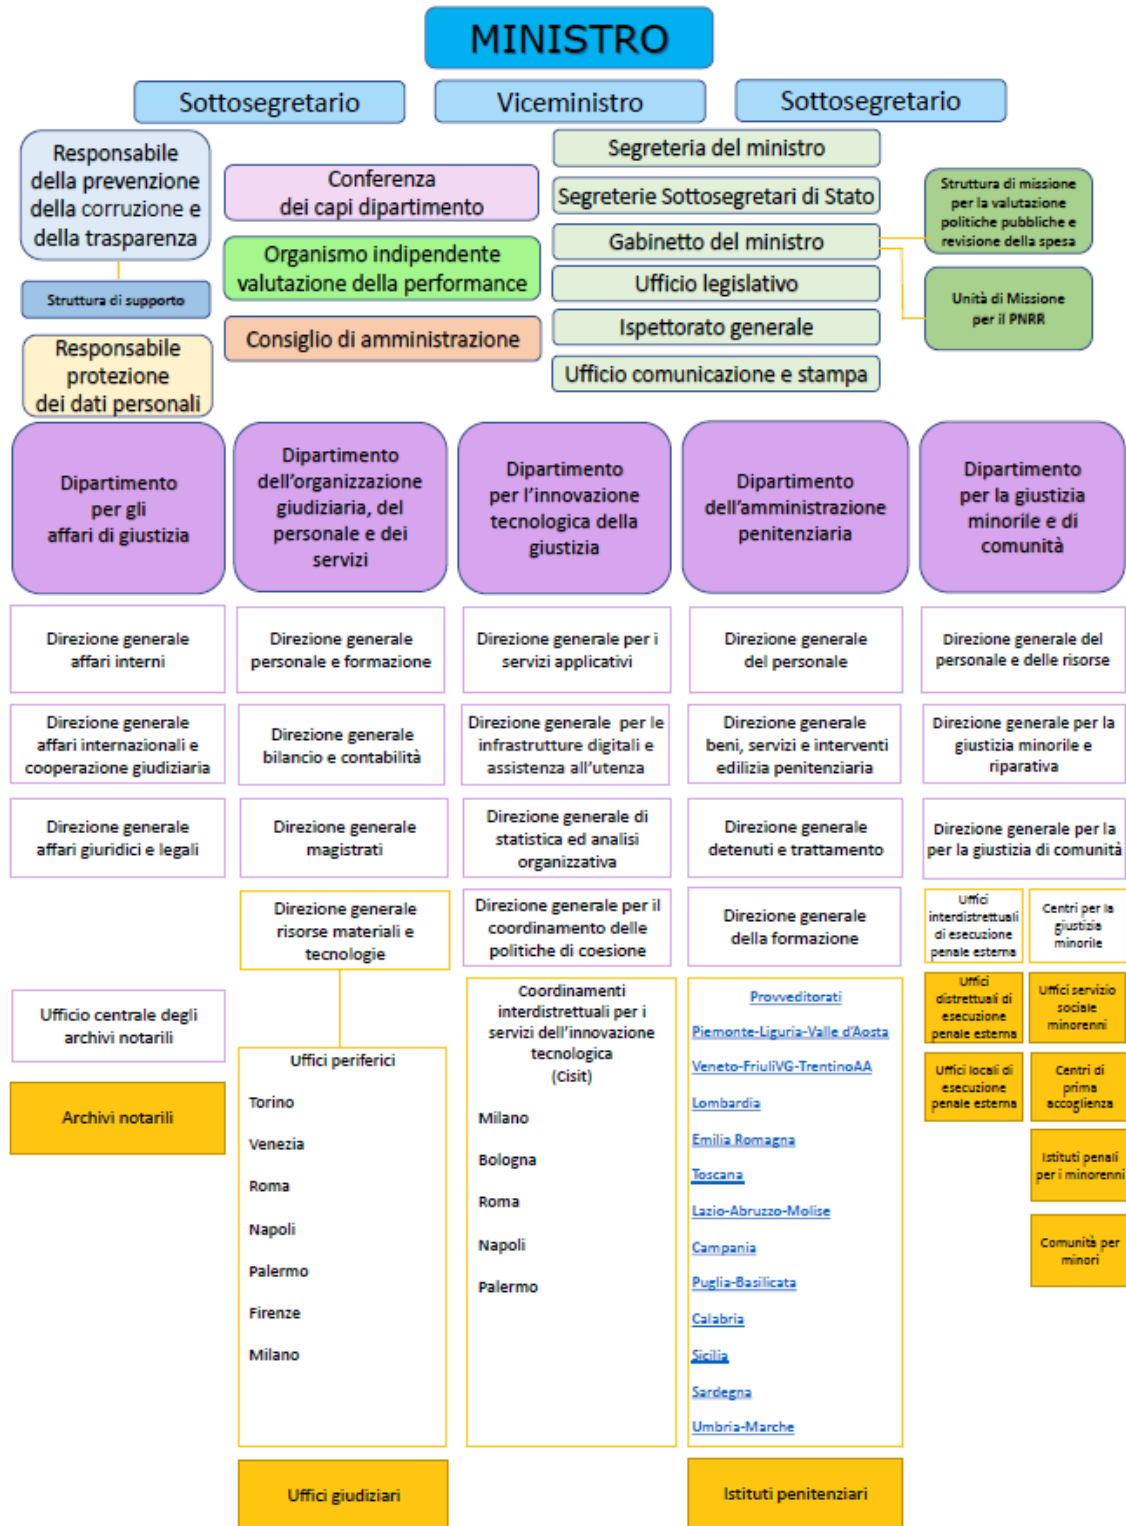 MINISTRO
Sottosegretario
Viceministro
Sottosegretario
Responsabile
della prevenzione
della corruzione e
della trasparenza
Struttura di supporto
Responsabile
protezione
dei dati personali
Conferenza
dei capi dipartimento
Organismo indipendente
valutazione della performance
Consiglio di amministrazione
Segreteria del ministro
Segreterie Sottosegretari di Stato
Gabinetto del ministro
Ufficio legislativo
Ispettorato generale
Ufficio comunicazione e stampa
Struttura di missione
per la valutazione
politiche pubbliche e
revisione della spesa
Unità di Missione
per il PNRR
Dipartimento
per gli
affari di giustizia
Direzione generale
affari interni
Direzione generale
affari internazionali e
cooperazione giudiziaria
Direzione generale
affari giuridici e legali
Ufficio centrale degli
archivi notarili
Archivi notarili
Dipartimento
dell'organizzazione
giudiziaria, del
personale e dei
servizi
Direzione generale
personale e formazione
Direzione generale
bilancio e contabilità
Direzione generale
magistrati
Direzione generale
risorse materiali e
tecnologie
Uffici periferici
Torino
Venezia
Roma
Napoli
Palermo
Firenze
Milano
Uffici giudiziari
Dipartimento
per l'innovazione
tecnologica della
giustizia
Direzione generale per i
servizi applicativi
Direzione generale per le
infrastrutture digitali e
assistenza all'utenza
Direzione generale di
statistica ed analisi
organizzativa
Direzione generale per il
coordinamento delle
politiche di coesione
Coordinamenti
interdistrettuali per i
servizi dell'innovazione
tecnologica
(Cisit)
Milano
Bologna
Roma
Napoli
Palermo
Dipartimento
dell'amministrazione
penitenziaria
Direzione generale
del personale
Direzione generale
beni, servizi e interventi
edilizia penitenziaria
Direzione generale
detenuti e trattamento
Direzione generale
della formazione
Provveditorati
Piemonte-Liguria-Valle d'Aosta
Veneto-FriuliVG-TrentinoAA
Lombardia
Emilia Romagna
Toscana
Lazio-Abruzzo-Molise
Campania
Puglia-Basilicata
Calabria
Sicilia
Sardegna
Umbria-Marche
Istituti penitenziari
Dipartimento
per la giustizia
minorile e di
comunità
Direzione generale del
personale e delle risorse
Direzione generale per la
giustizia minorile e
riparativa
Direzione generale per la
per la giustizia di comunità
Uffici
interdistrettuali
di esecuzione
penale esterna
Uffici
distrettuali di
esecuzione
penale esterna
Uffici locali di
esecuzione
penale esterna
Centri per la
giustizia
minorile
Uffici servizio
sociale
minorenni
Centri di
prima
accoglienza
Istituti penali
per i minorenni
Comunità per
minori